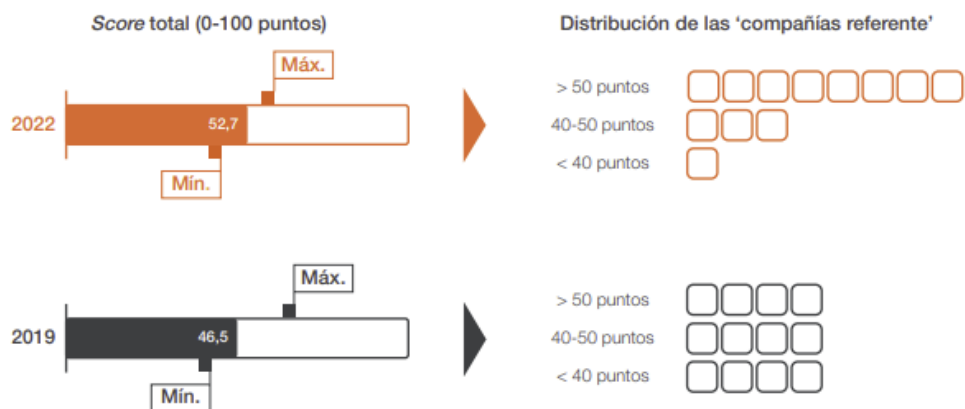 Score total (0-100 puntos)
Distribución de las ‘compañías referente’
Máx.
2022
52,7
Mín.
> 50 puntos
40-50 puntos
< 40 puntos
Máx.
2019
46,5
Mín.
> 50 puntos
40-50 puntos
< 40 puntos